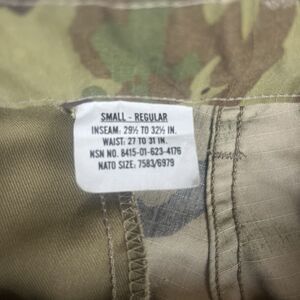 SMALL - REGULAR
INSEAM: 29½ TO 32½ IN.
WAIST: 27 TO 31 IN.
NSN NO. 8415-01-623-4176
NATO SIZE: 7583/6979